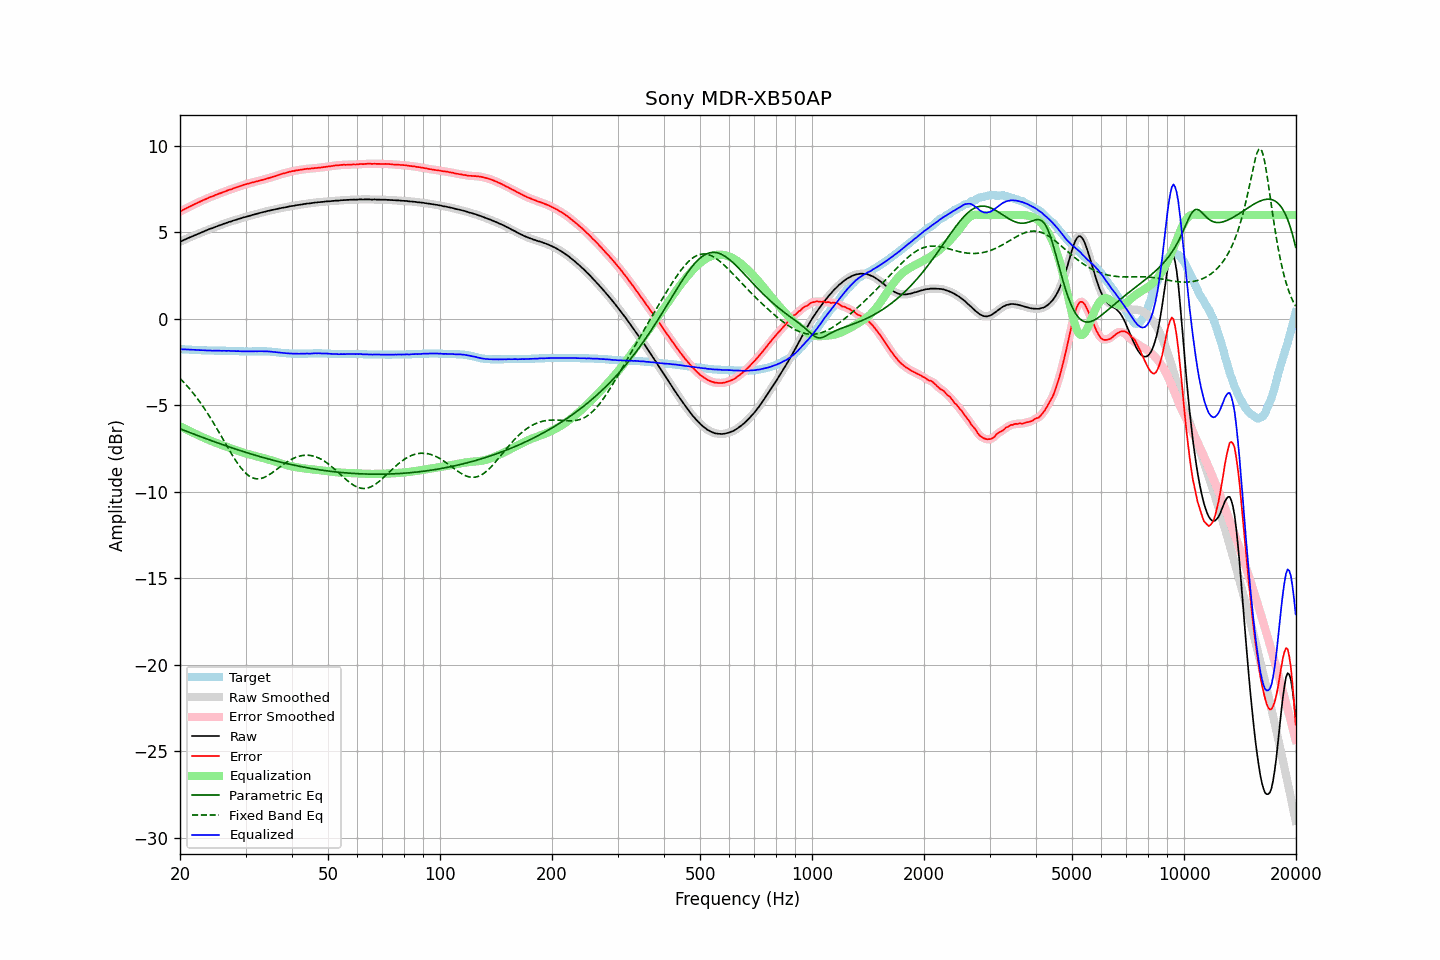 Sony MDR-XB50AP
Amplitude (dBr)
10
5
0
−5
−10
−15
−20
−25
−30
Target
Raw Smoothed
Error Smoothed
Raw
Error
Equalization
Parametric Eq
Fixed Band Eq
Equalized
20 50 100 200 500 1000 2000 5000 10000 20000
Frequency (Hz)